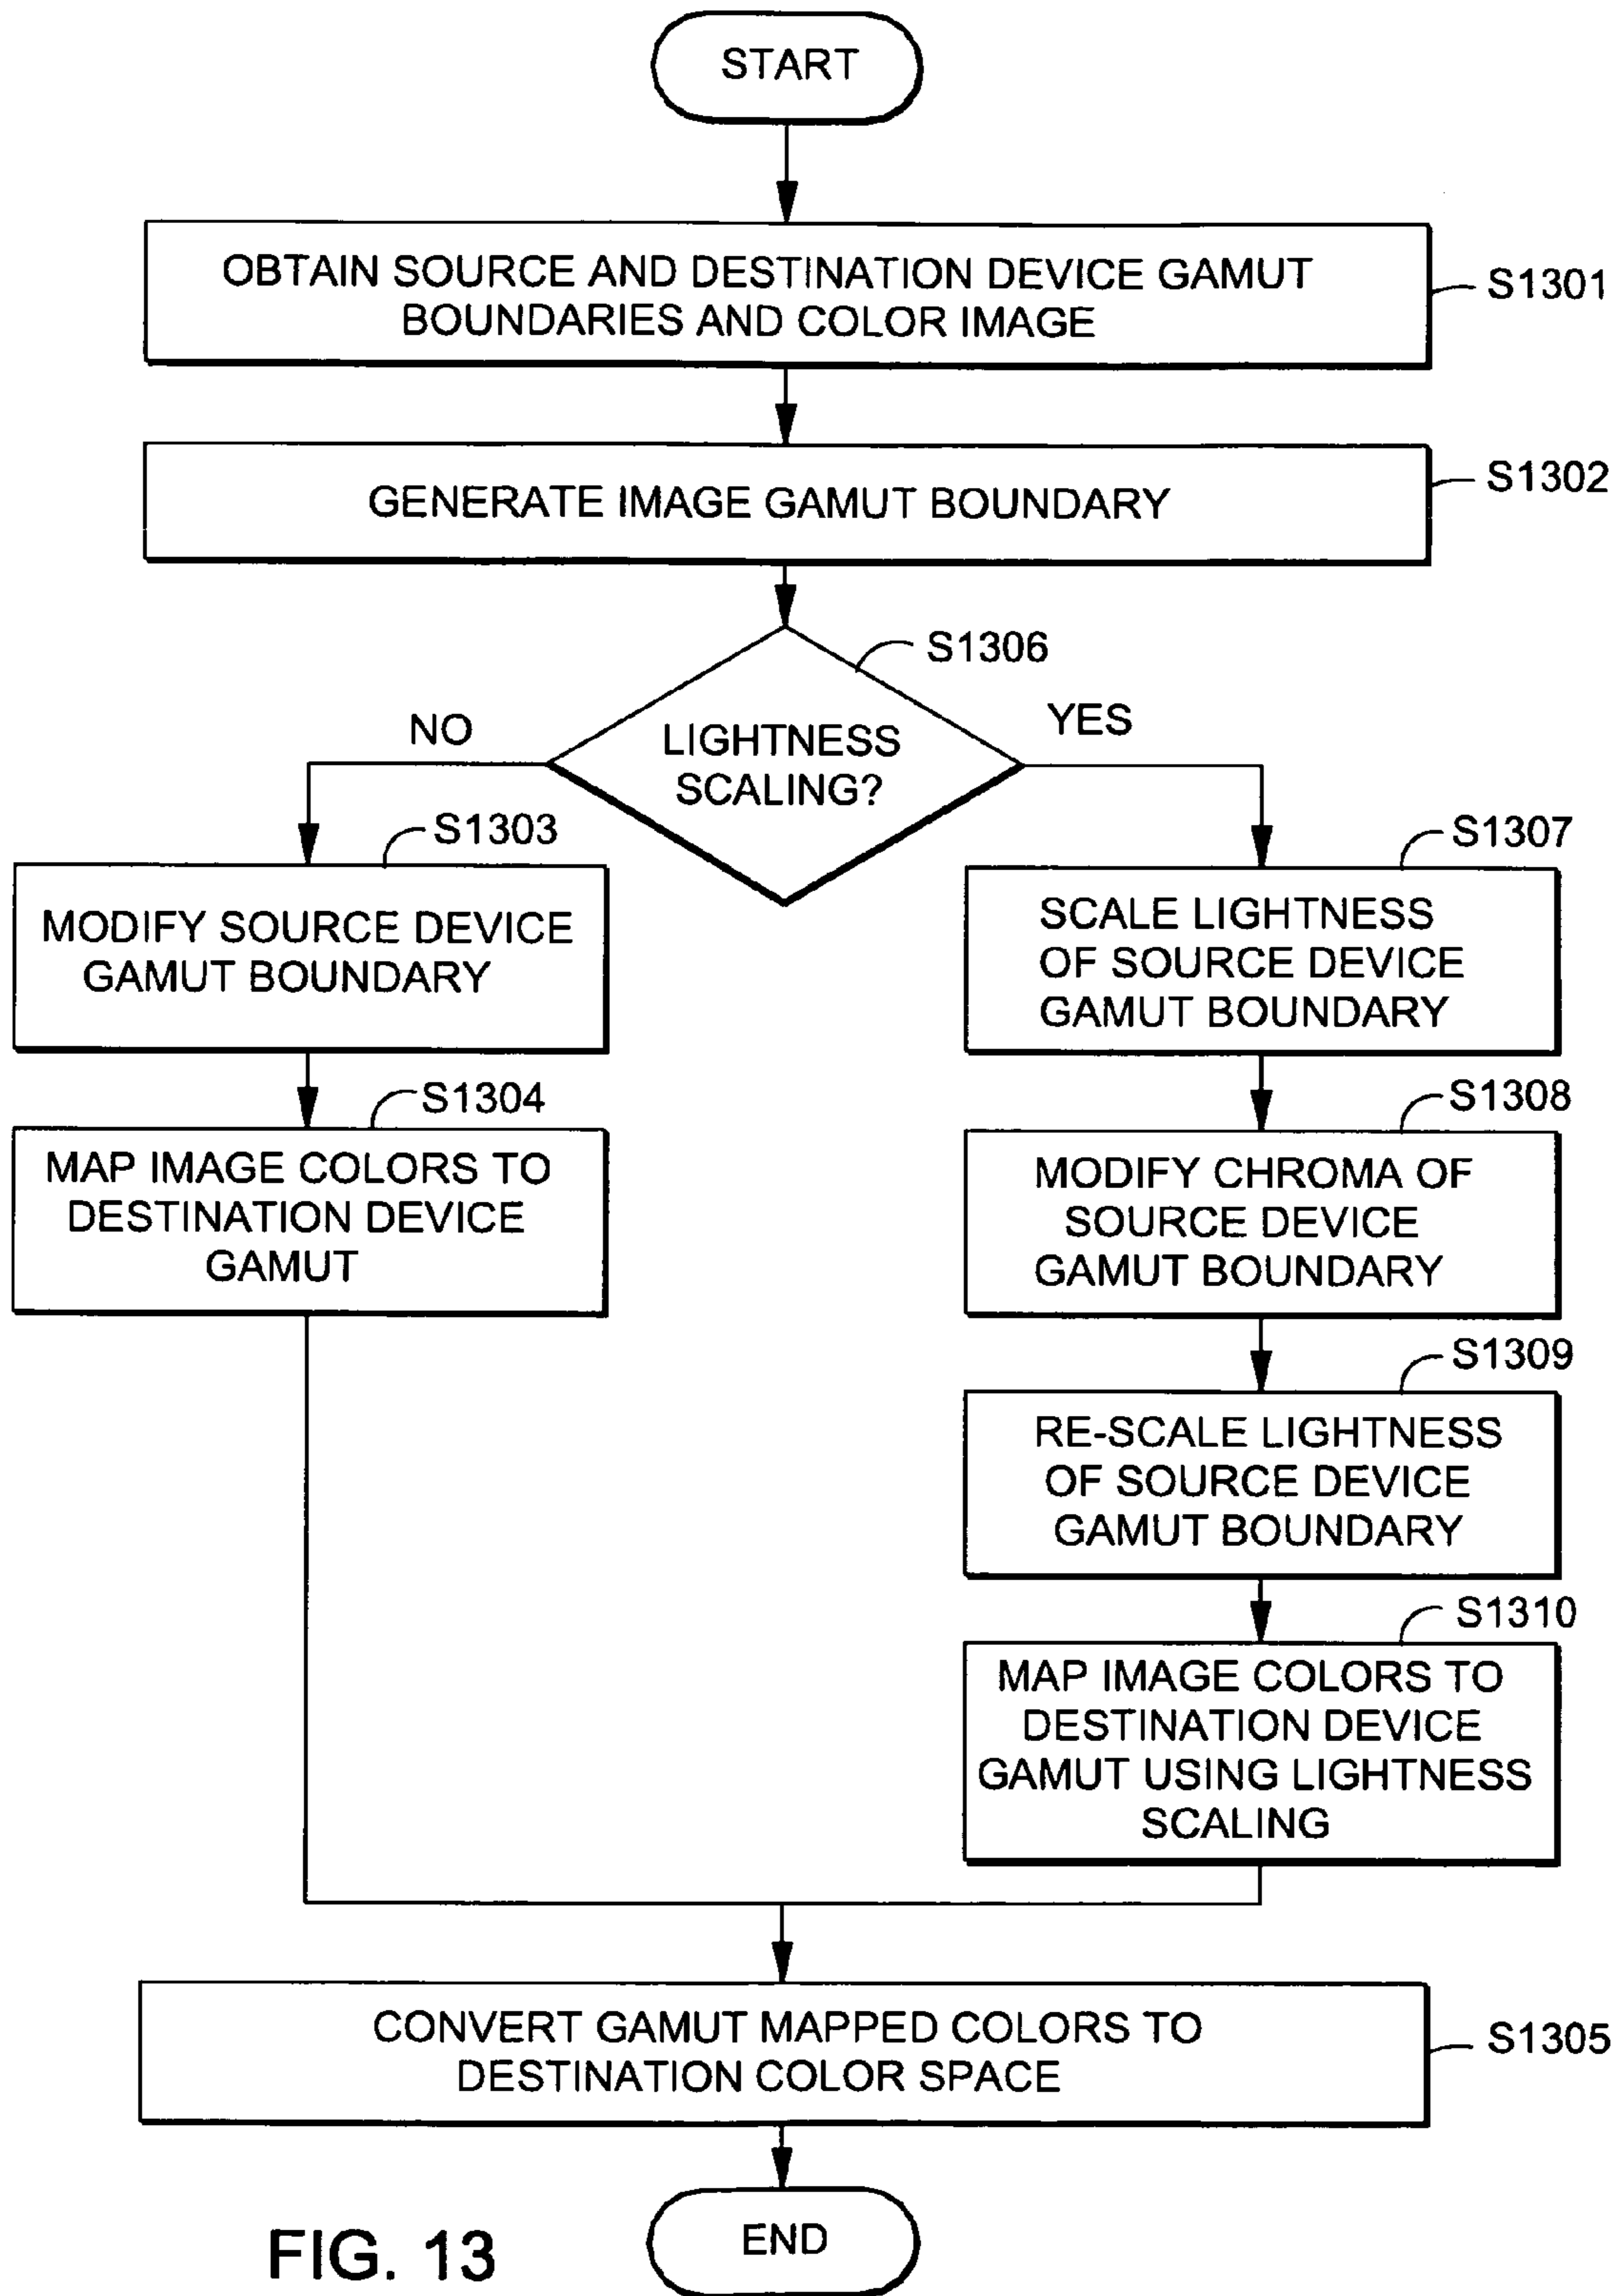 START
OBTAIN SOURCE AND DESTINATION DEVICE GAMUT
BOUNDARIES AND COLOR IMAGE
S1301
GENERATE IMAGE GAMUT BOUNDARY
S1302
S1306
LIGHTNESS
SCALING?
NO
YES
S1303
MODIFY SOURCE DEVICE
GAMUT BOUNDARY
S1304
MAP IMAGE COLORS TO
DESTINATION DEVICE
GAMUT
S1307
SCALE LIGHTNESS
OF SOURCE DEVICE
GAMUT BOUNDARY
S1308
MODIFY CHROMA OF
SOURCE DEVICE
GAMUT BOUNDARY
S1309
RE-SCALE LIGHTNESS
OF SOURCE DEVICE
GAMUT BOUNDARY
S1310
MAP IMAGE COLORS TO
DESTINATION DEVICE
GAMUT USING LIGHTNESS
SCALING
CONVERT GAMUT MAPPED COLORS TO
DESTINATION COLOR SPACE
S1305
END
FIG. 13